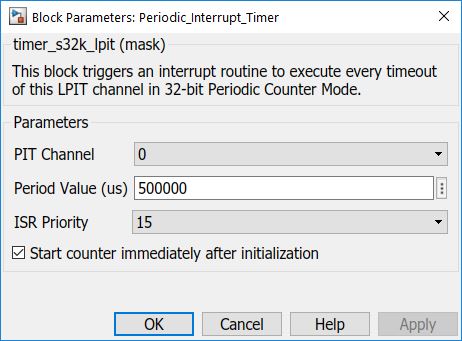 Block Parameters: Periodic_Interrupt_Timer
timer_s32k_lpit (mask)
This block triggers an interrupt routine to execute every timeout
of this LPIT channel in 32-bit Periodic Counter Mode.
Parameters
PIT Channel 0
Period Value (us) 500000
ISR Priority 15
Start counter immediately after initialization
OK Cancel Help Apply